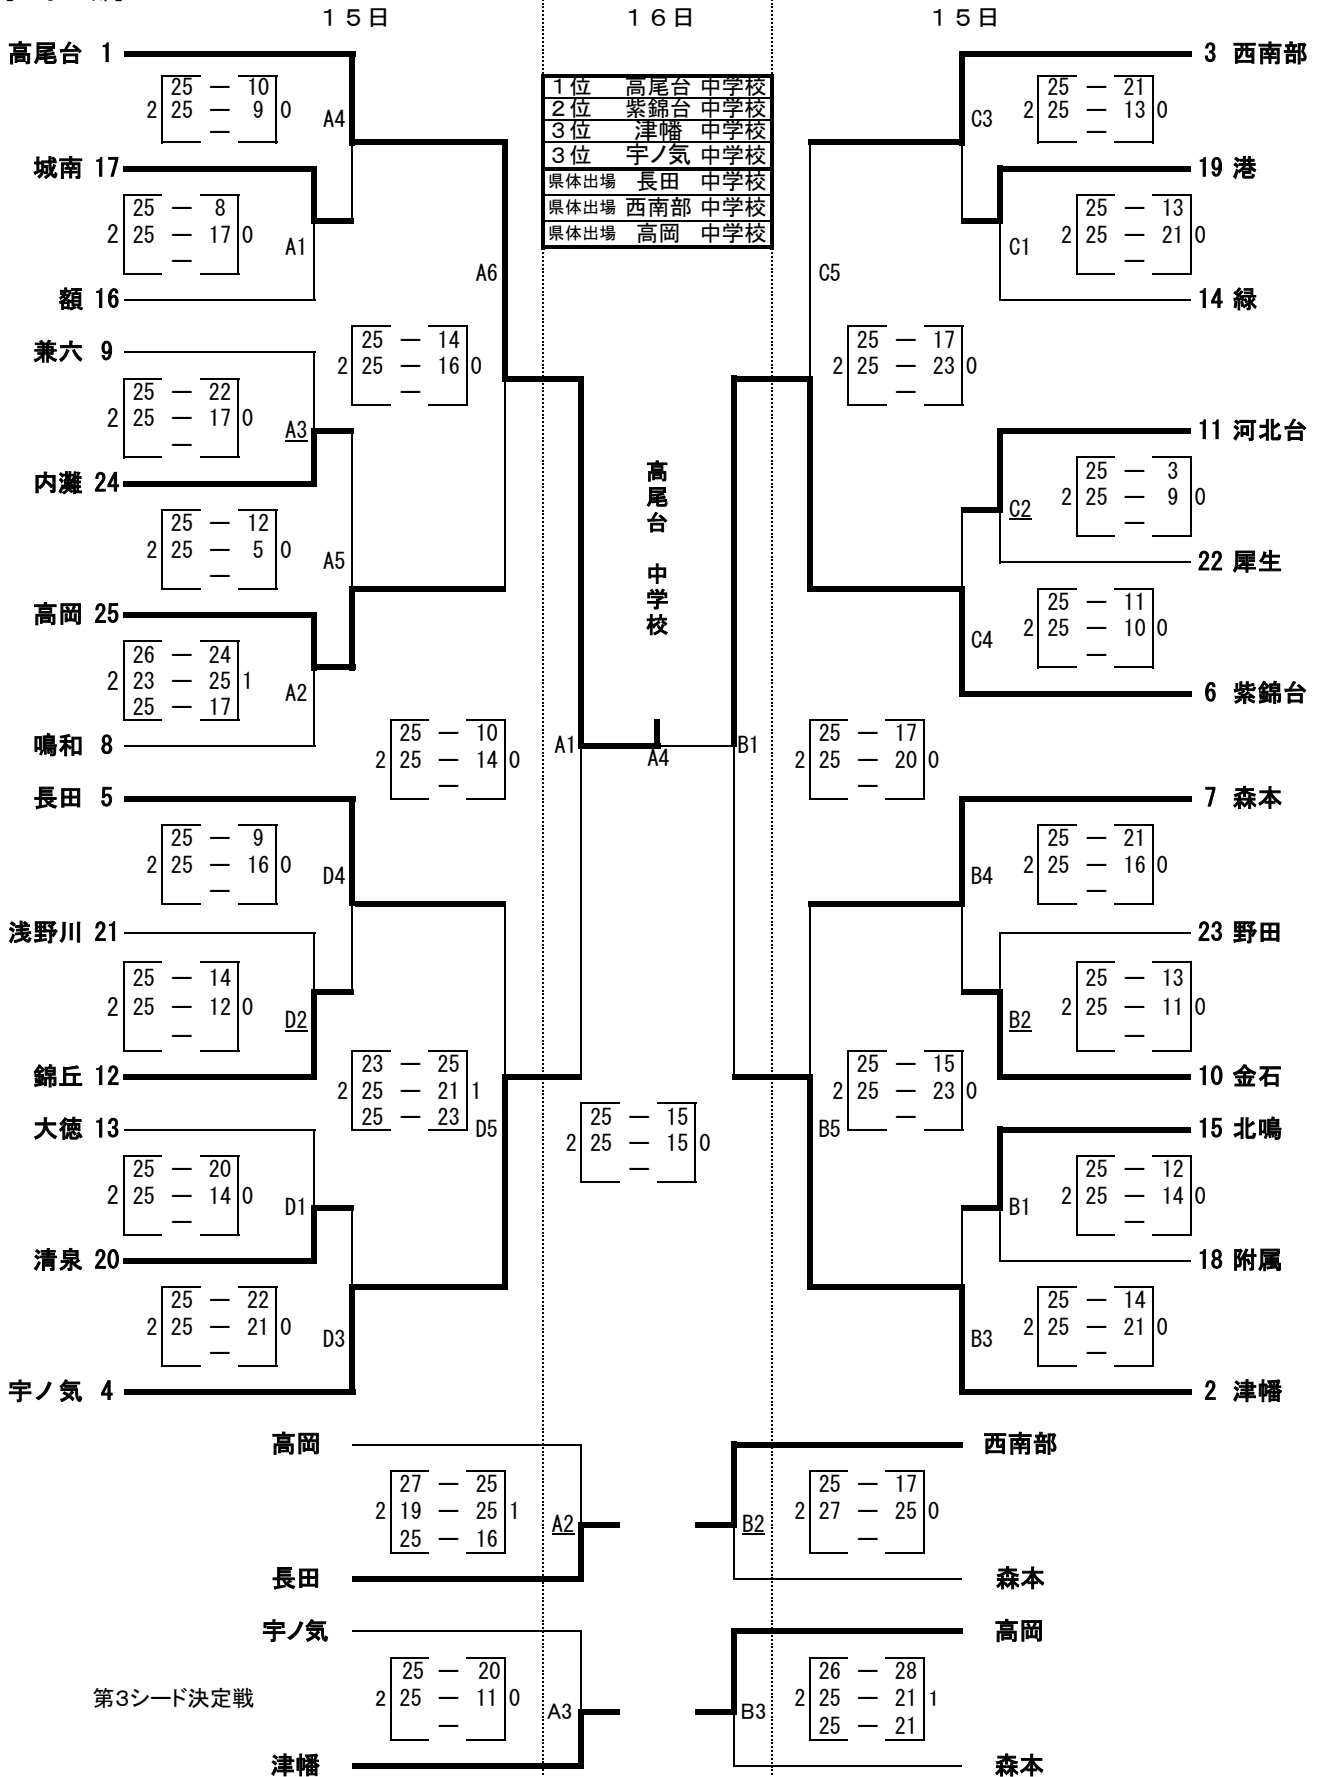 １５日 １６日 １５日
高尾台 1
25 — 10
2 25 — 9 0
—
A4
城南 17
25 — 8
2 25 — 17 0
—
A1
額 16
A6
25 — 14
2 25 — 16 0
—
兼六 9
25 — 22
2 25 — 17 0
—
A3
内灘 24
25 — 12
2 25 — 5 0
—
A5
高岡 25
26 — 24
2 23 — 25 1
25 — 17
A2
鳴和 8
25 — 10
2 25 — 14 0
—
A1
長田 5
25 — 9
2 25 — 16 0
—
D4
浅野川 21
25 — 14
2 25 — 12 0
—
D2
錦丘 12
23 — 25
2 25 — 21 1
25 — 23
D5
大徳 13
25 — 20
2 25 — 14 0
—
D1
清泉 20
25 — 22
2 25 — 21 0
—
D3
宇ノ気 4
１位 高尾台 中学校
２位 紫錦台 中学校
３位 津幡 中学校
３位 宇ノ気 中学校
県体出場 長田 中学校
県体出場 西南部 中学校
県体出場 高岡 中学校
高尾台 中学校
A4
25 — 15
2 25 — 15 0
—
3 西南部
25 — 21
2 25 — 13 0
—
C3
19 港
25 — 13
2 25 — 21 0
—
C1
14 緑
C5
25 — 17
2 25 — 23 0
—
11 河北台
25 — 3
2 25 — 9 0
—
C2
22 犀生
25 — 11
2 25 — 10 0
—
C4
6 紫錦台
B1
25 — 17
2 25 — 20 0
—
7 森本
25 — 21
2 25 — 16 0
—
B4
23 野田
25 — 13
2 25 — 11 0
—
B2
10 金石
25 — 15
2 25 — 23 0
—
B5
15 北鳴
25 — 12
2 25 — 14 0
—
B1
18 附属
25 — 14
2 25 — 21 0
—
B3
2 津幡
高岡
27 — 25
2 19 — 25 1
25 — 16
A2
長田
西南部
25 — 17
2 27 — 25 0
—
B2
森本
宇ノ気
第３シード決定戦
25 — 20
2 25 — 11 0
—
A3
津幡
高岡
26 — 28
2 25 — 21 1
25 — 21
B3
森本